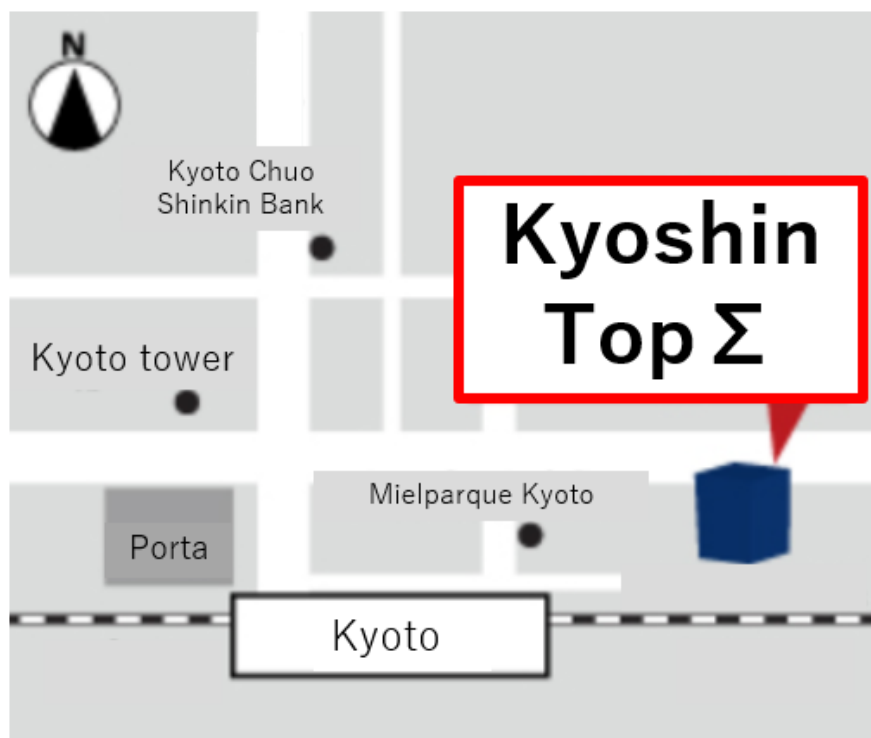 N
Kyoto Chuo
Shinkin Bank
Kyoshin
Top Σ
Kyoto tower
Mielparque Kyoto
Porta
Kyoto